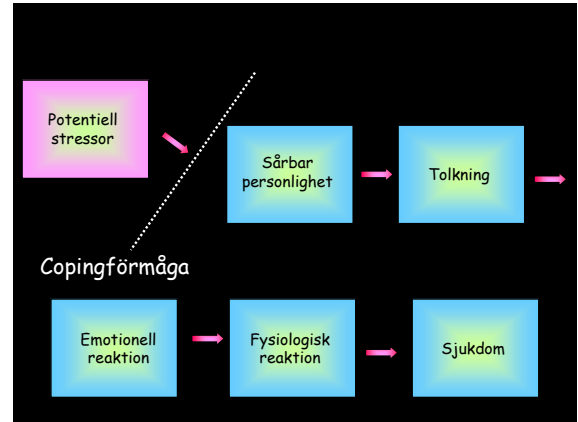 Potentiell
stressor
Sårbar
personlighet
Tolkning
Copingförmåga
Emotionell
reaktion
Fysiologisk
reaktion
Sjukdom